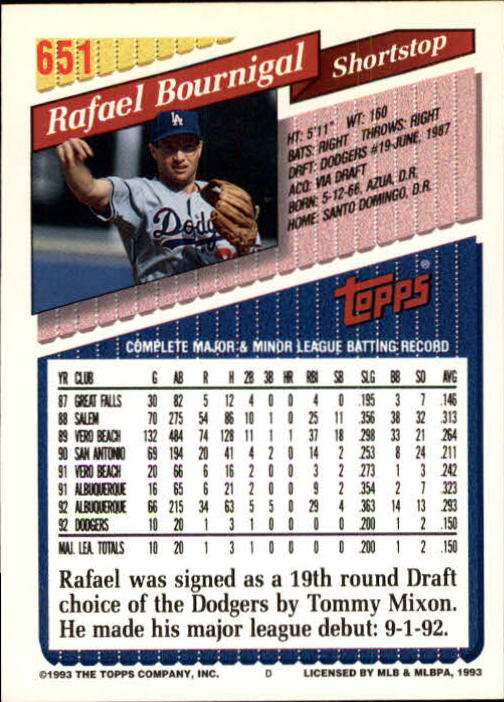 651
Rafael Bournigal
Shortstop
LA
Dodg
HT: 5'11" WT: 160
BATS: RIGHT THROWS: RIGHT
DRFT: DODGERS #19-JUNE, 1987
ACQ: VIA DRAFT
BORN: 5-12-66, AZUA, D.R.
HOME: SANTO DOMINGO, D.R.
TOPPS®
COMPLETE MAJOR & MINOR LEAGUE BATTING RECORD
YR CLUB G AB R H 2B 3B HR RBI SB SLG BB SO AVG
87 GREAT FALLS 30 82 5 12 4 0 0 4 0 .195 3 7 .146
88 SALEM 70 275 54 86 10 1 0 25 11 .356 38 32 .313
89 VERO BEACH 132 484 74 128 11 1 1 37 18 .298 33 21 .264
90 SAN ANTONIO 69 194 20 41 4 2 0 14 2 .253 8 24 .211
91 VERO BEACH 20 66 6 16 2 0 0 3 2 .273 1 3 .242
91 ALBUQUERQUE 16 65 6 21 2 0 0 9 2 .354 2 7 .323
92 ALBUQUERQUE 66 215 34 63 5 5 0 29 4 .363 14 13 .293
92 DODGERS 10 20 1 3 1 0 0 0 0 .200 1 2 .150
MAJ. LEA. TOTALS 10 20 1 3 1 0 0 0 0 .200 1 2 .150
Rafael was signed as a 19th round Draft
choice of the Dodgers by Tommy Mixon.
He made his major league debut: 9-1-92.
©1993 THE TOPPS COMPANY, INC. D LICENSED BY MLB & MLBPA, 1993